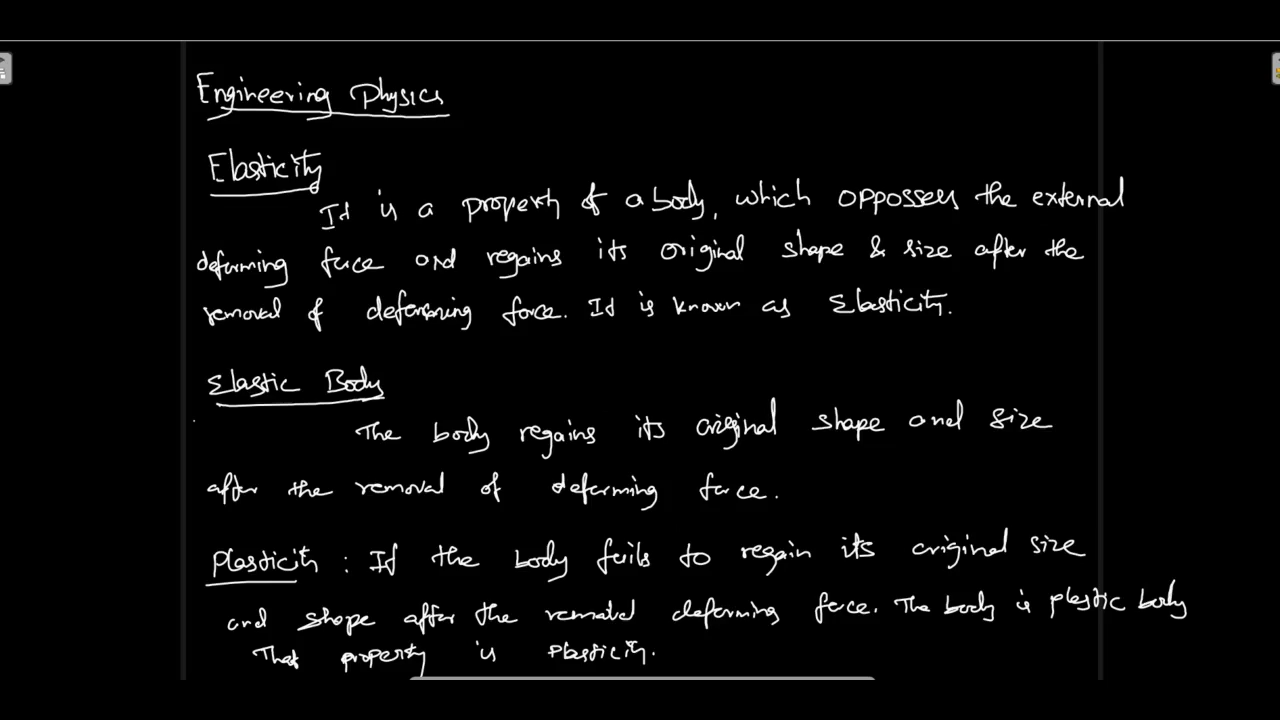 Engineering Physics
Elasticity
It is a property of a body, which opposses the external
deforming force and regains its original shape & size after the
removal of deforming force. It is known as Elasticity.
Elastic Body
The body regains its original shape and size
after the removal of deforming force.
Plasticity : If the body fails to regain its original size
and shape after the deforming force. The body is plastic body
That property is Plasticity.